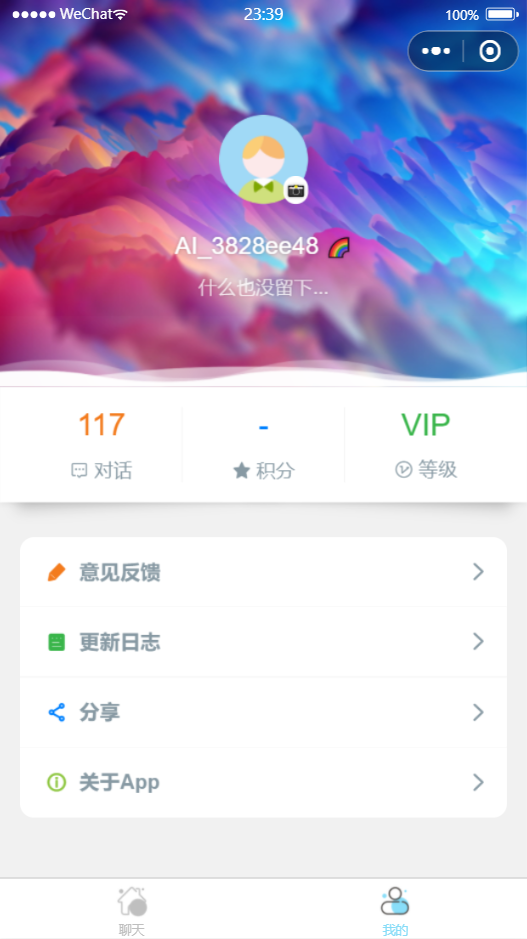 WeChat 23:39 100%
AI_3828ee48 🌈
什么也没留下...
117 - VIP
对话 积分 等级
意见反馈
更新日志
分享
关于App
聊天 我的